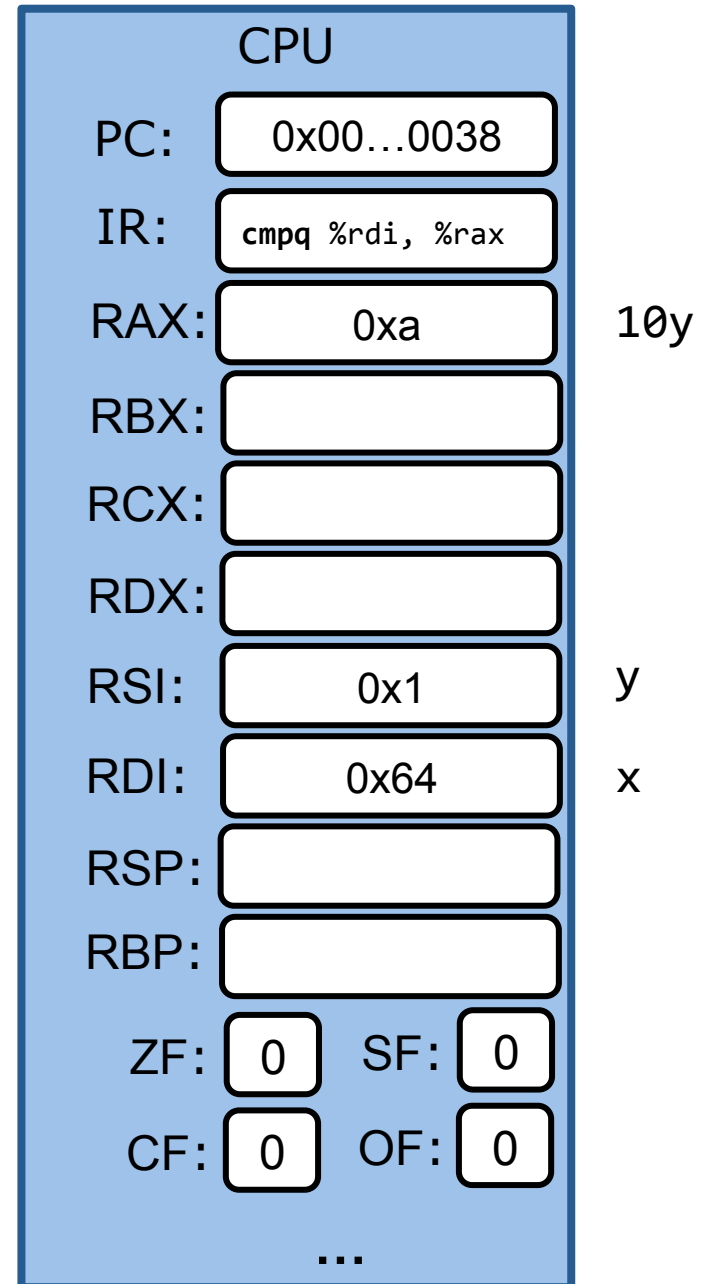 CPU
PC: 0x00...0038
IR: cmpq %rdi, %rax
RAX: 0xa 10y
RBX:
RCX:
RDX:
RSI: 0x1 y
RDI: 0x64 x
RSP:
RBP:
ZF: 0 SF: 0
CF: 0 OF: 0
...